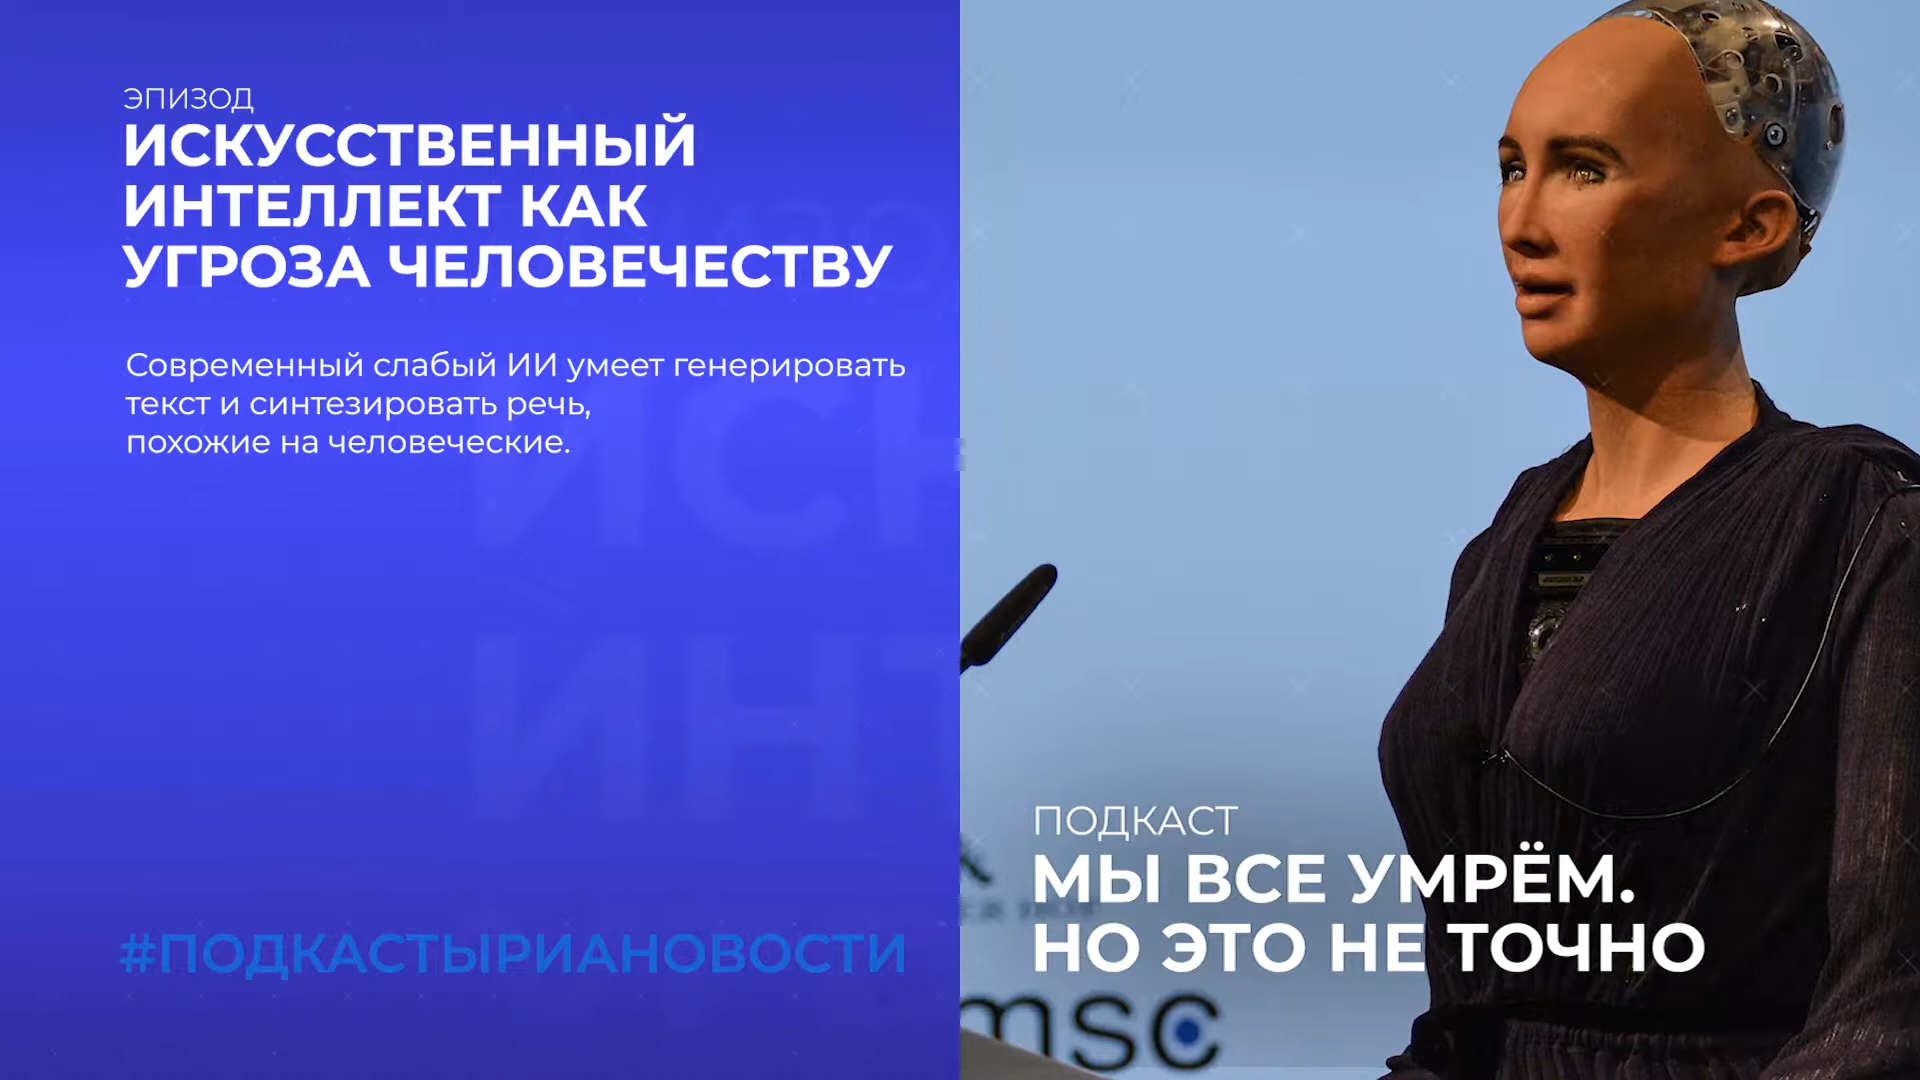 ЭПИЗОД
ИСКУССТВЕННЫЙ
ИНТЕЛЛЕКТ КАК
УГРОЗА ЧЕЛОВЕЧЕСТВУ
Современный слабый ИИ умеет генерировать
текст и синтезировать речь,
похожие на человеческие.
#ПОДКАСТЫРИАНОВОСТИ
ПОДКАСТ
МЫ ВСЕ УМРЁМ.
НО ЭТО НЕ ТОЧНО
msc